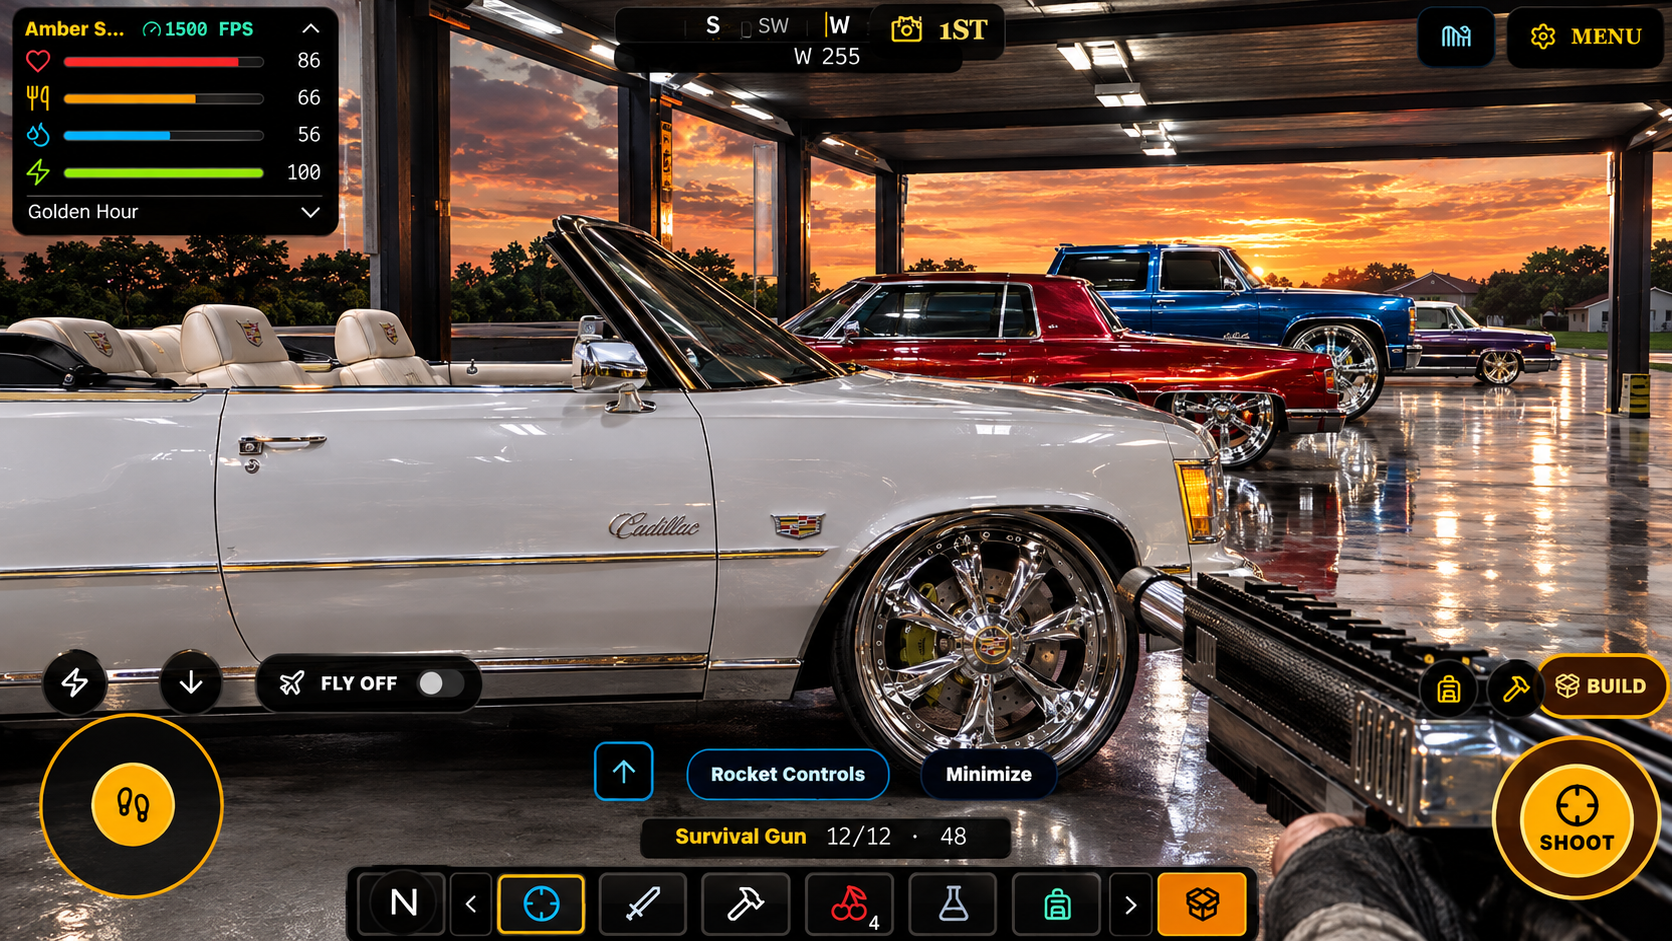 Amber S... 1500 FPS
86
66
56
100
Golden Hour
S SW W
W 255
1ST
MENU
Cadillac
FLY OFF
BUILD
Rocket Controls
Minimize
SHOOT
Survival Gun 12/12 · 48
N
4